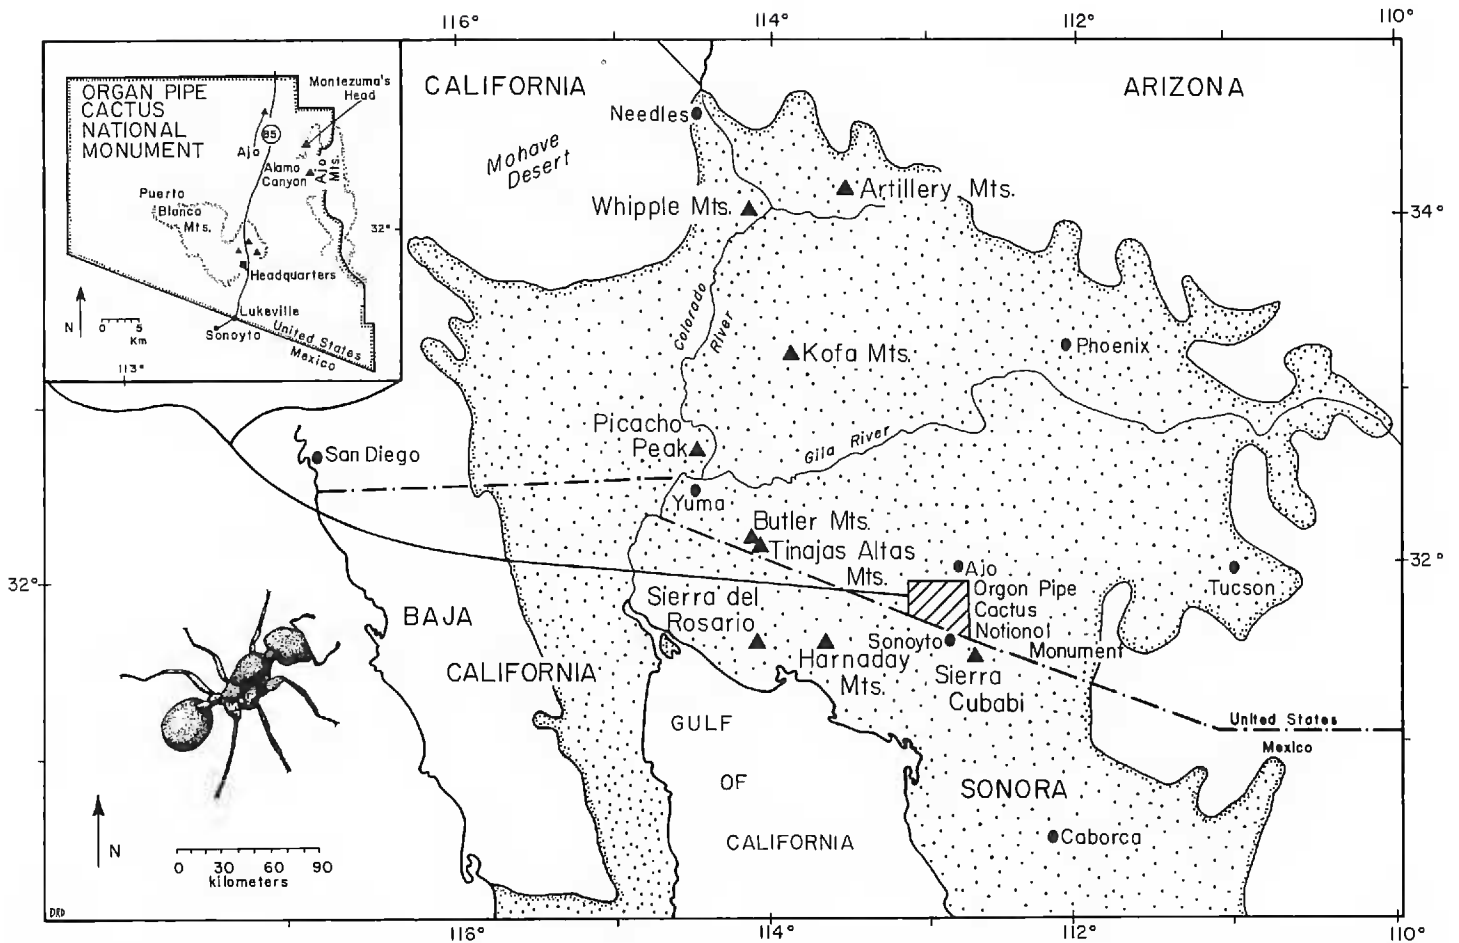 116°
114°
112°
110°
ORGAN PIPE
CACTUS
NATIONAL
MONUMENT
Montezuma's
Head
85
Ajo
Alamo
Canyon
Ajo
Mts.
Puerto
Blanco
Mts.
32°
Headquarters
Lukeville
Sonoyto
United States
Mexico
N
0 5
Km
113°
CALIFORNIA
ARIZONA
Needles
Mohave
Desert
Whipple Mts.
Artillery Mts.
34°
Colorado
River
Kofa Mts.
Phoenix
Picacho
Peak
Gila River
San Diego
Yuma
Butler Mts.
Tinajas Altas
Mts.
Ajo
Orgon Pipe
Cactus
Notionol
Monument
Tucson
32°
32°
BAJA
CALIFORNIA
Sierra del
Rosario
Harnaday
Mts.
Sonoyto
Sierra
Cubabi
United States
Mexico
GULF
OF
CALIFORNIA
SONORA
Caborca
N
0 30 60 90
kilometers
DRD
116°
114°
112°
110°